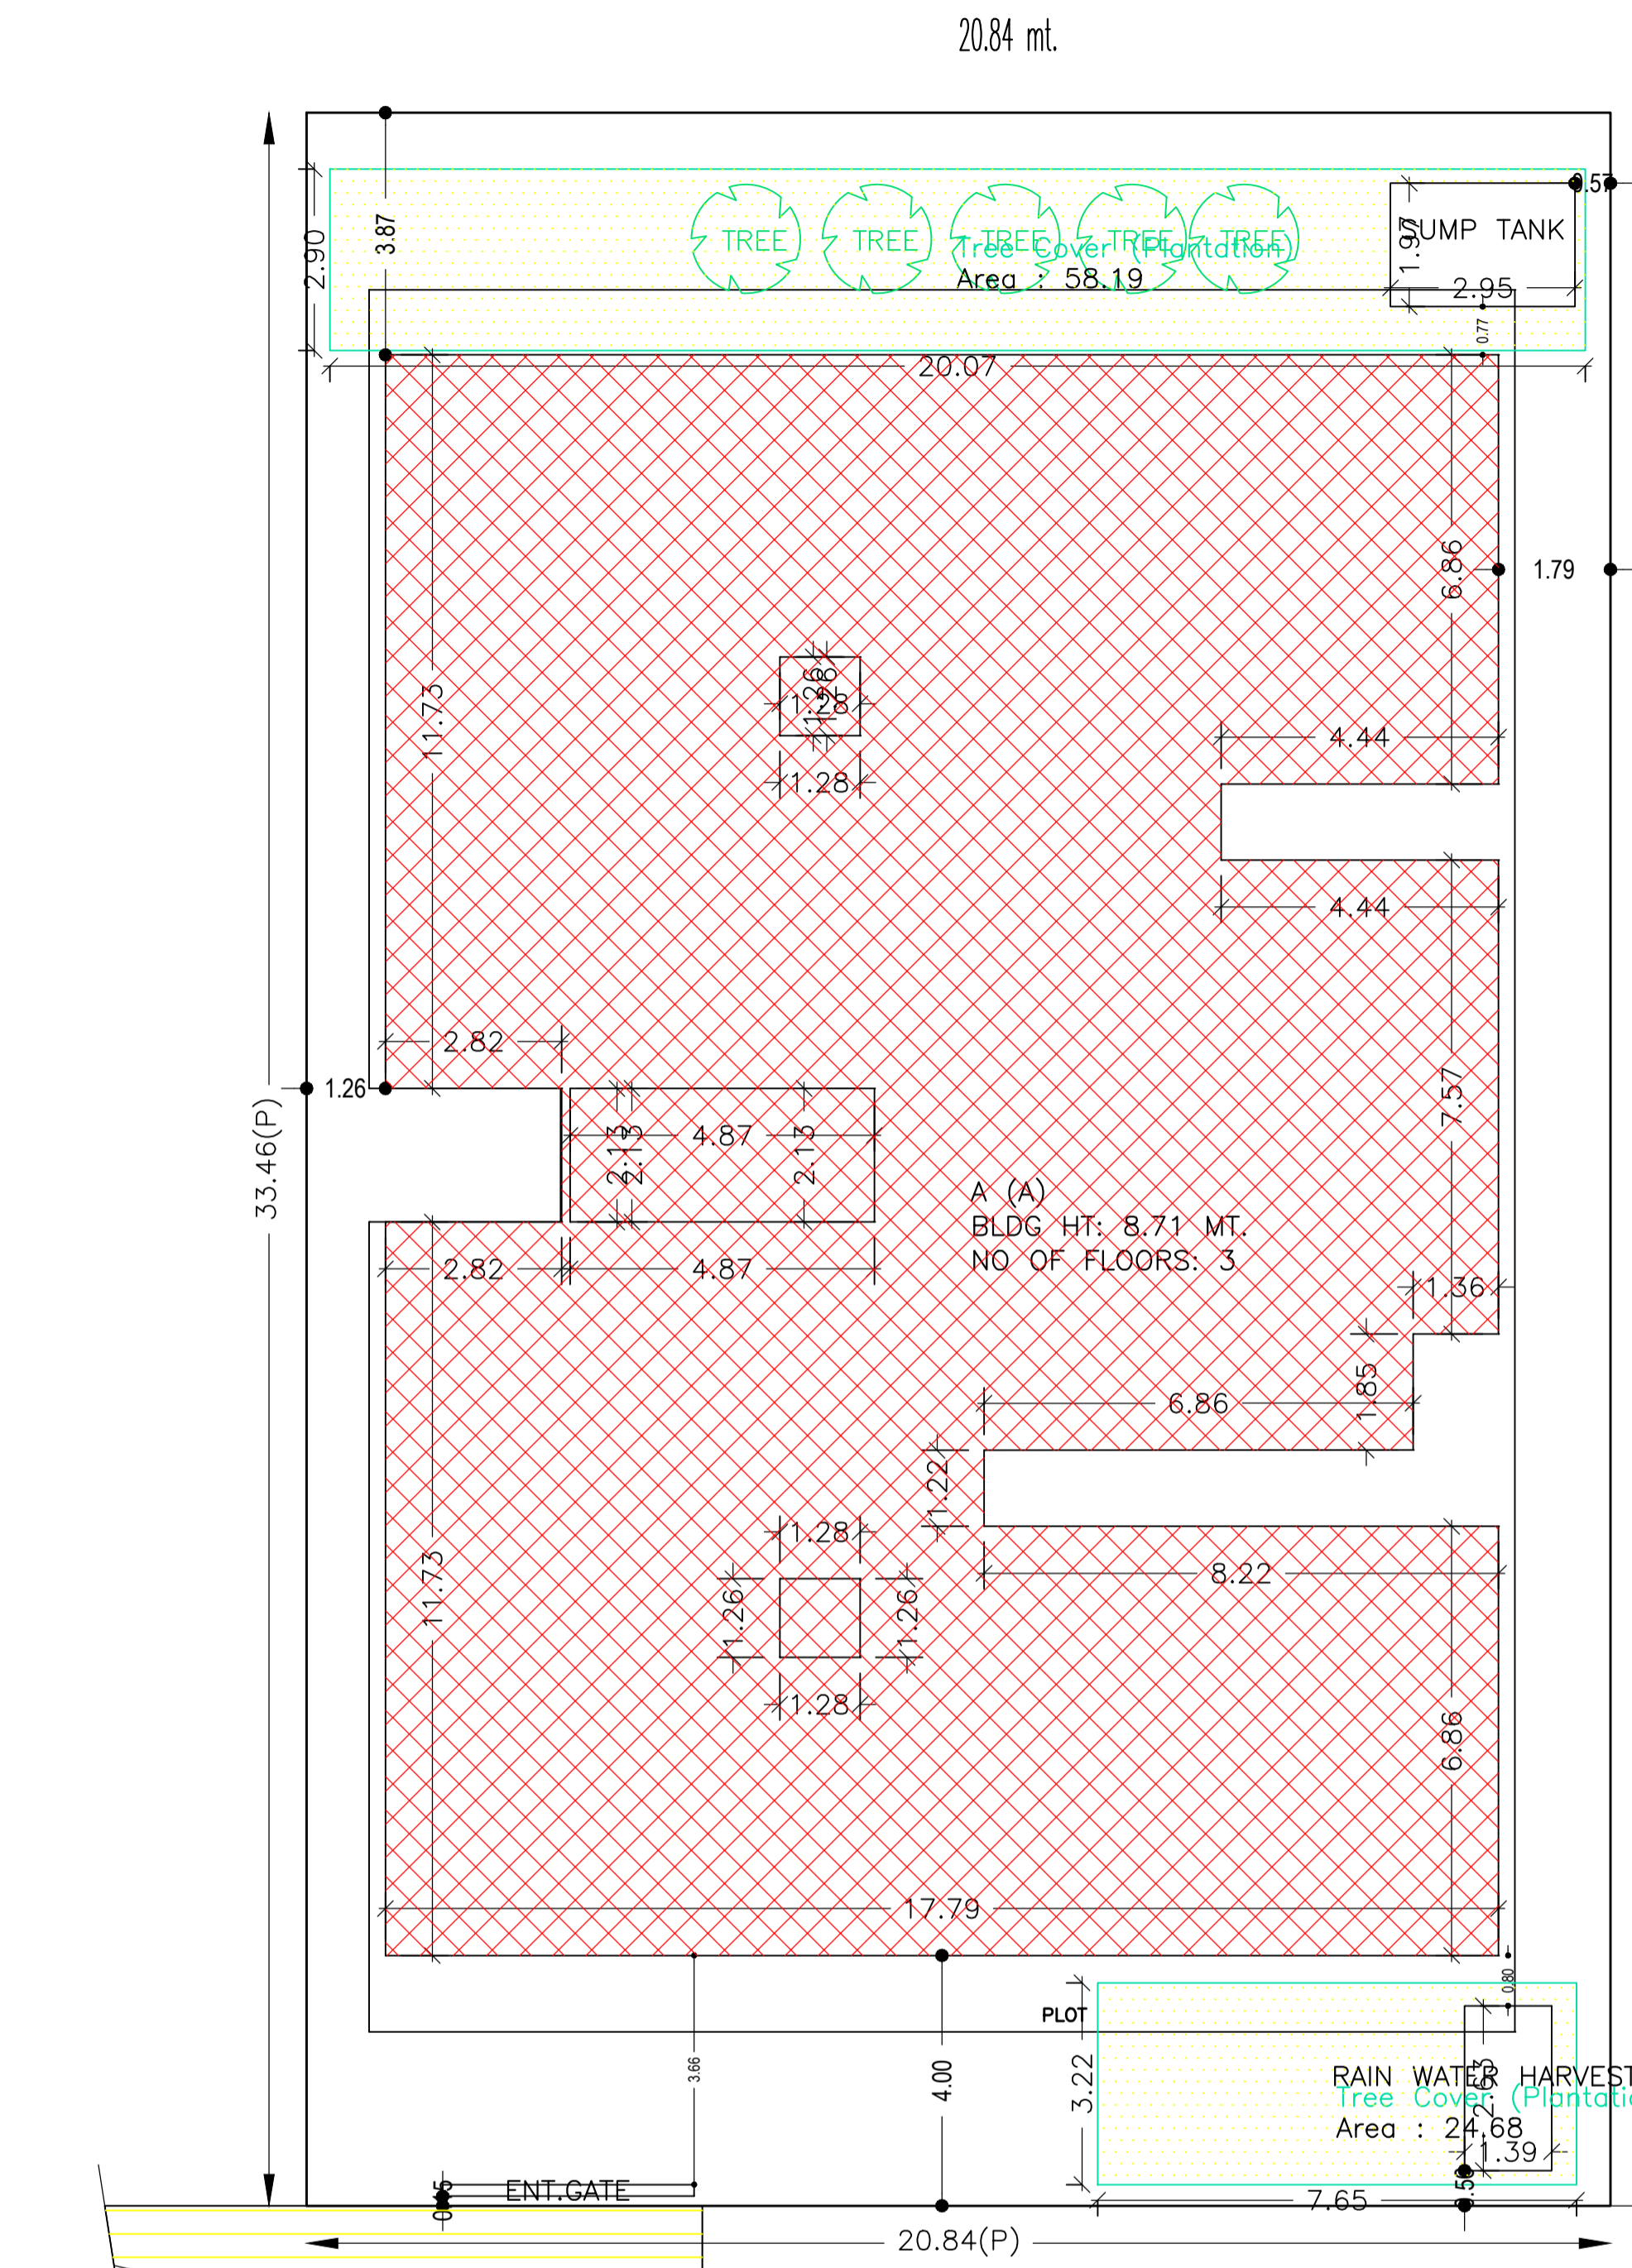 20.84 mt.
3.87
2.90
TREE
TREE
TREE
TREE
TREE
Tree Cover (Plantation)
Area : 58.19
0.57
1.97
SUMP TANK
2.95
0.77
20.07
6.86
1.79
11.73
1.26
1.26
1.28
1.28
4.44
4.44
2.82
1.26
33.46(P)
2.13
2.13
4.87
2.13
7.57
A (A)
BLDG HT: 8.71 MT.
NO OF FLOORS: 3
2.82
4.87
1.36
1.85
6.86
1.22
1.28
8.22
1.26
1.26
11.73
1.28
6.86
17.79
0.80
PLOT
3.66
4.00
3.22
RAIN WATER HARVEST
2.63
Tree Cover (Plantati
Area : 24.68
1.39
ENT.GATE
7.65
20.84(P)